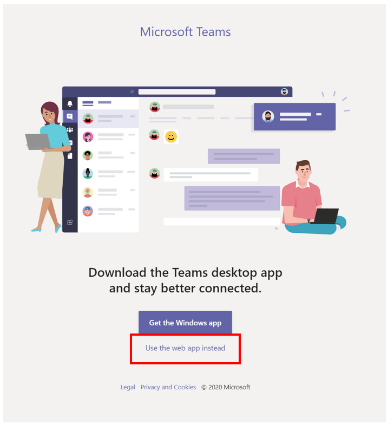 Microsoft Teams
Download the Teams desktop app
and stay better connected.
Get the Windows app
Use the web app instead
Legal Privacy and Cookies © 2020 Microsoft